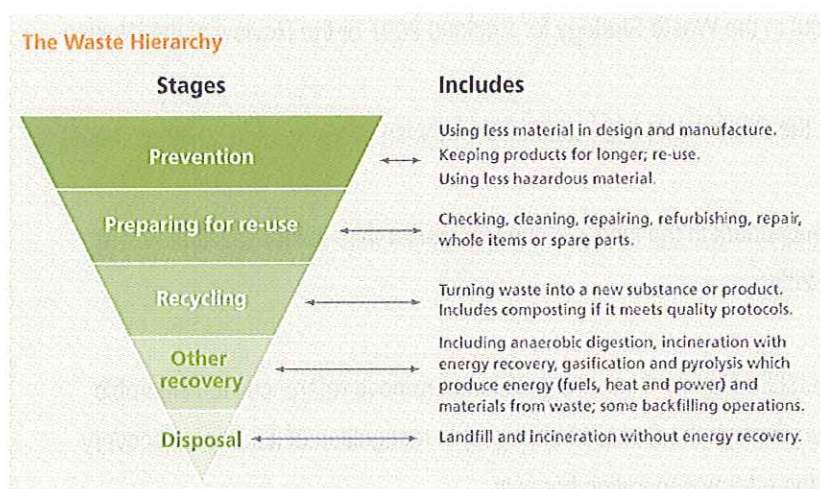 The Waste Hierarchy
Stages
Includes
Prevention
Using less material in design and manufacture.
Keeping products for longer; re-use.
Using less hazardous material.
Preparing for re-use
Checking, cleaning, repairing, refurbishing, repair,
whole items or spare parts.
Recycling
Turning waste into a new substance or product.
Includes composting if it meets quality protocols.
Other
recovery
Including anaerobic digestion, incineration with
energy recovery, gasification and pyrolysis which
produce energy (fuels, heat and power) and
materials from waste; some backfilling operations.
Disposal
Landfill and incineration without energy recovery.